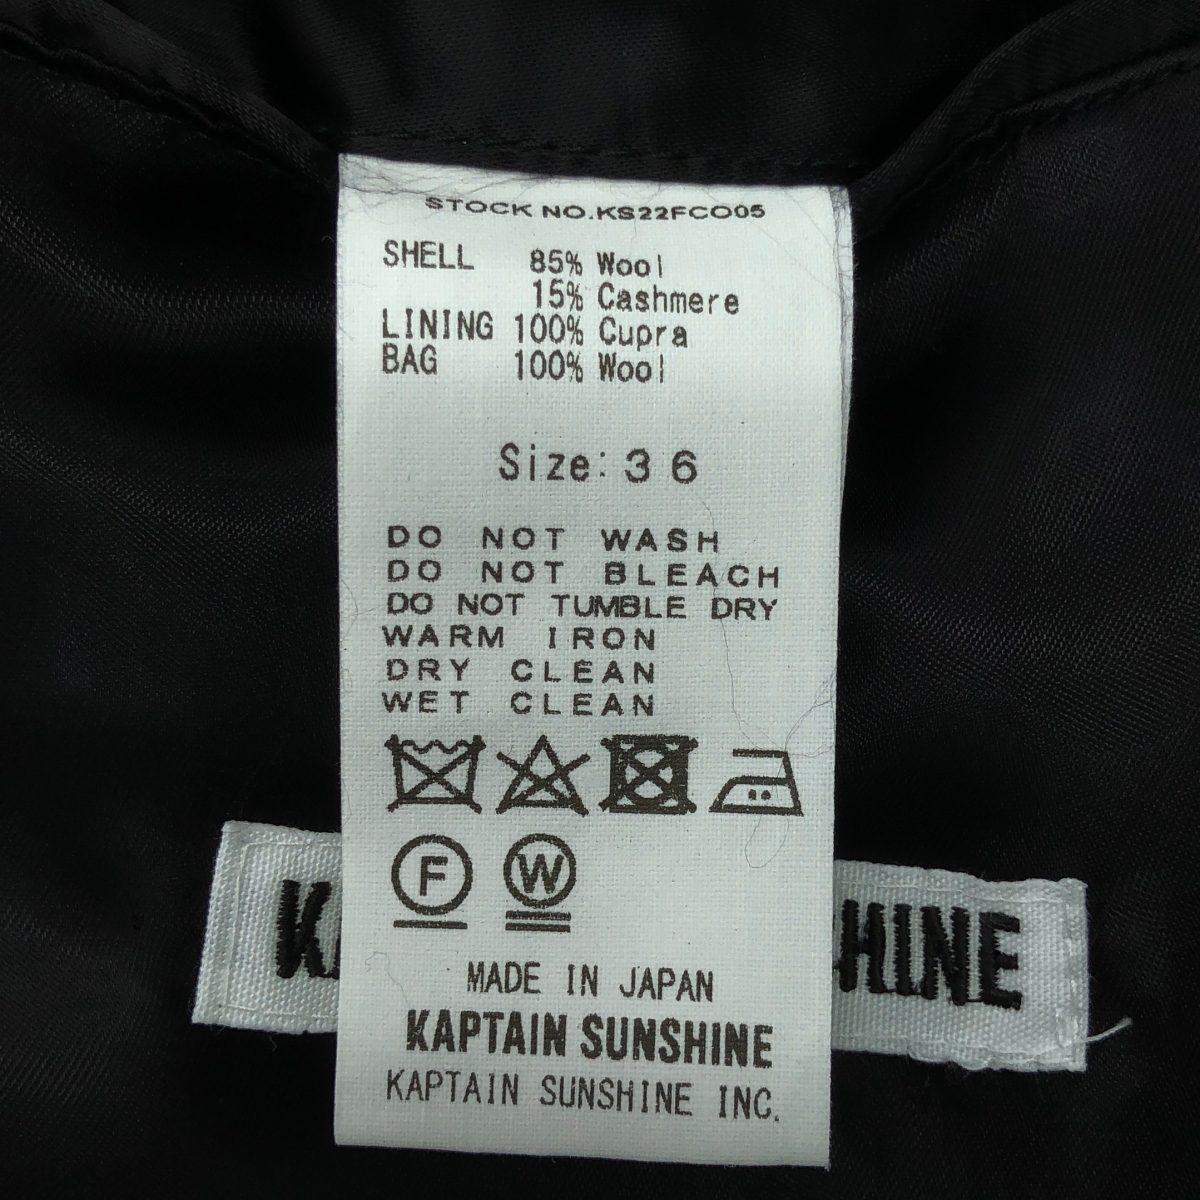 STOCK NO.KS22FCO05
SHELL 85% Wool
15% Cashmere
LINING 100% Cupra
BAG 100% Wool
Size: 36
DO NOT WASH
DO NOT BLEACH
DO NOT TUMBLE DRY
WARM IRON
DRY CLEAN
WET CLEAN
F W
MADE IN JAPAN
KAPTAIN SUNSHINE
KAPTAIN SUNSHINE INC.
K HINE